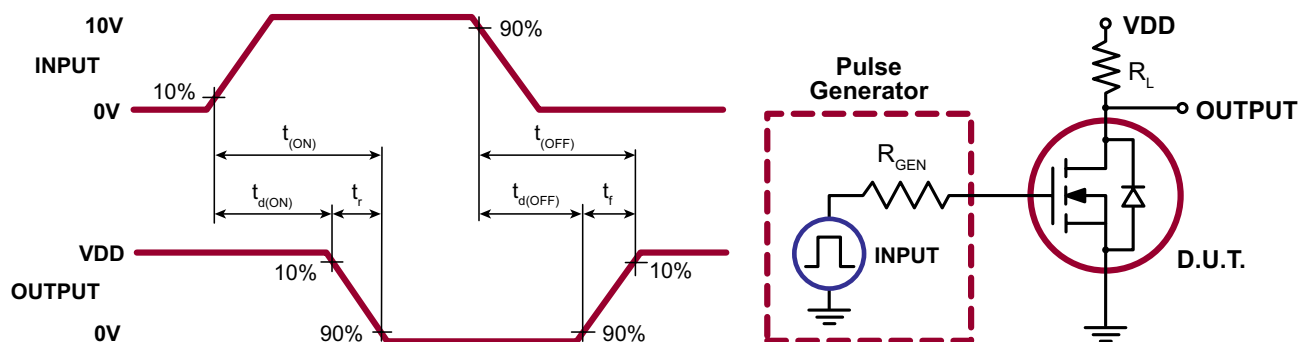 10V
INPUT
0V
10%
90%
t(ON)
t(OFF)
td(ON)
tr
td(OFF)
tf
VDD
OUTPUT
0V
10%
90%
90%
10%
Pulse
Generator
RGEN
INPUT
VDD
RL
OUTPUT
D.U.T.